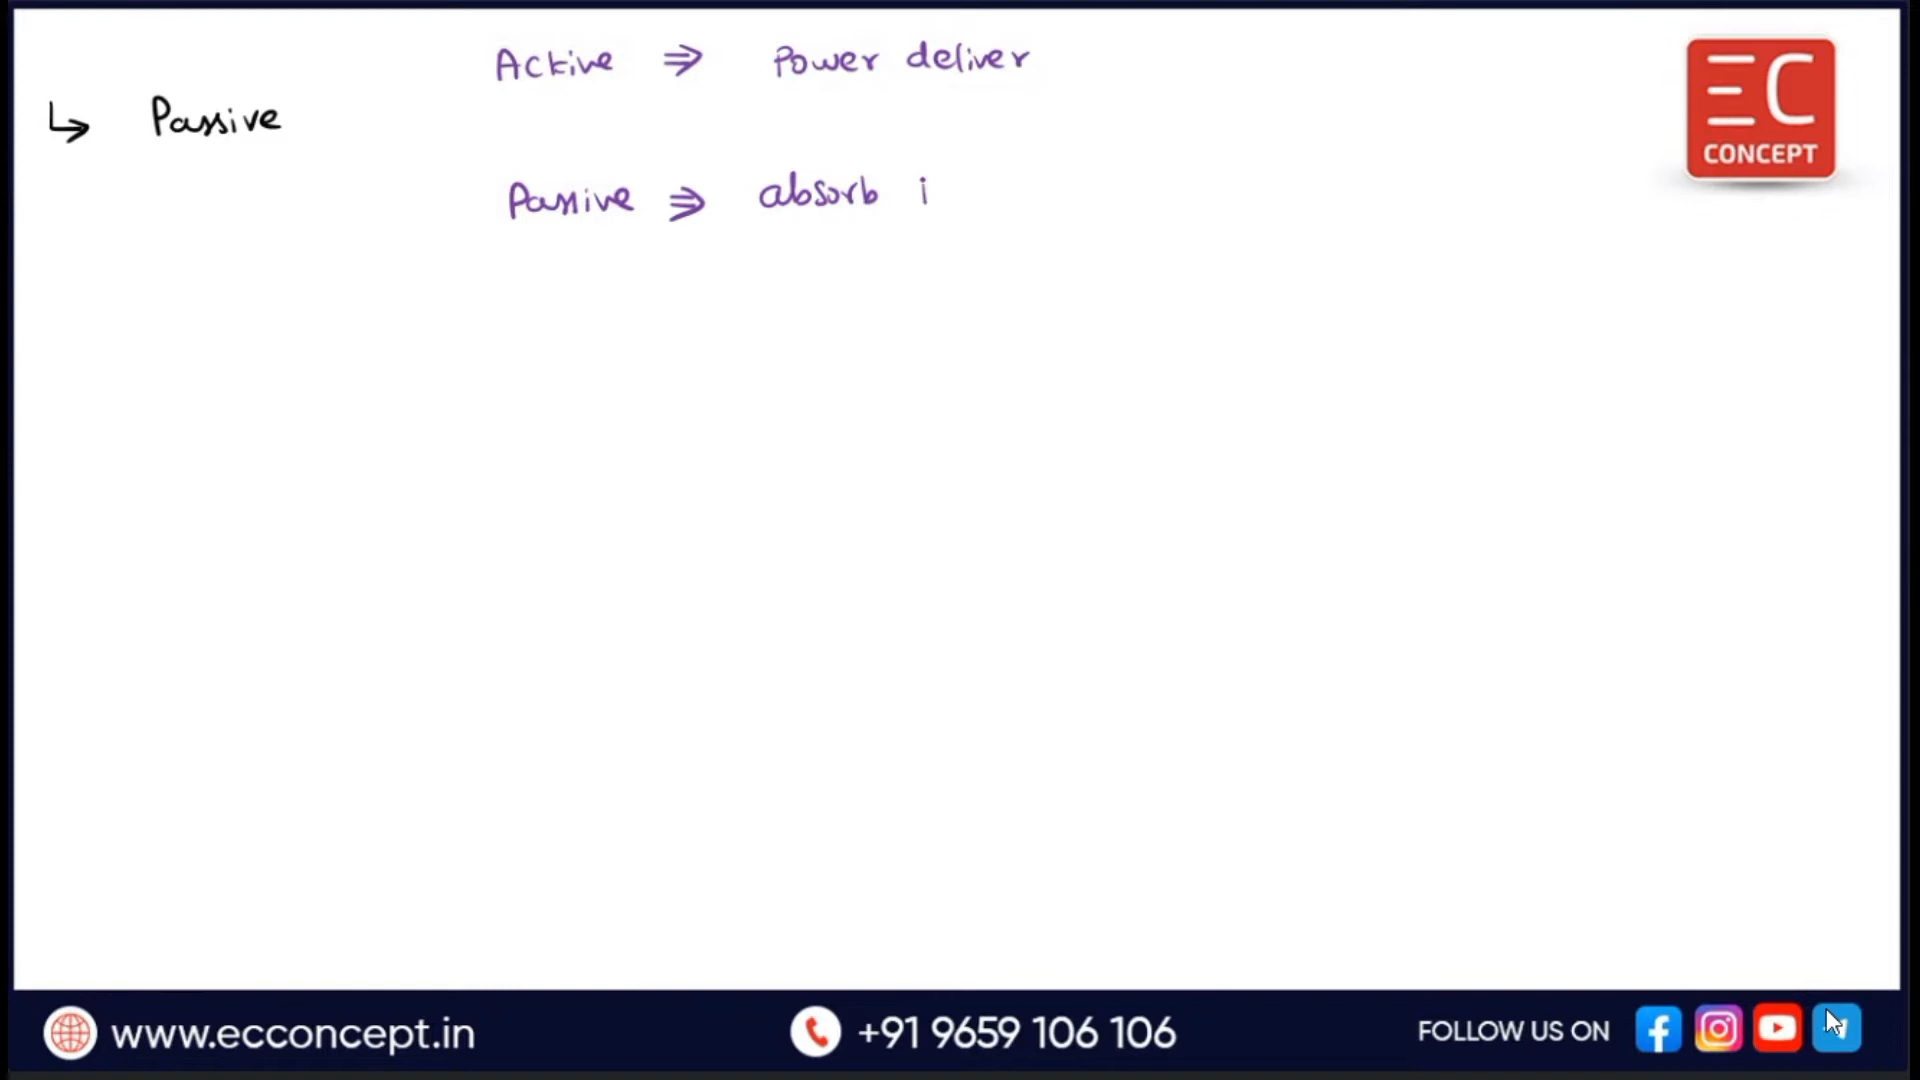 Active ⇒ Power deliver
↳ Passive
Passive ⇒ absorb i
EC
CONCEPT
www.ecconcept.in
+91 9659 106 106
FOLLOW US ON